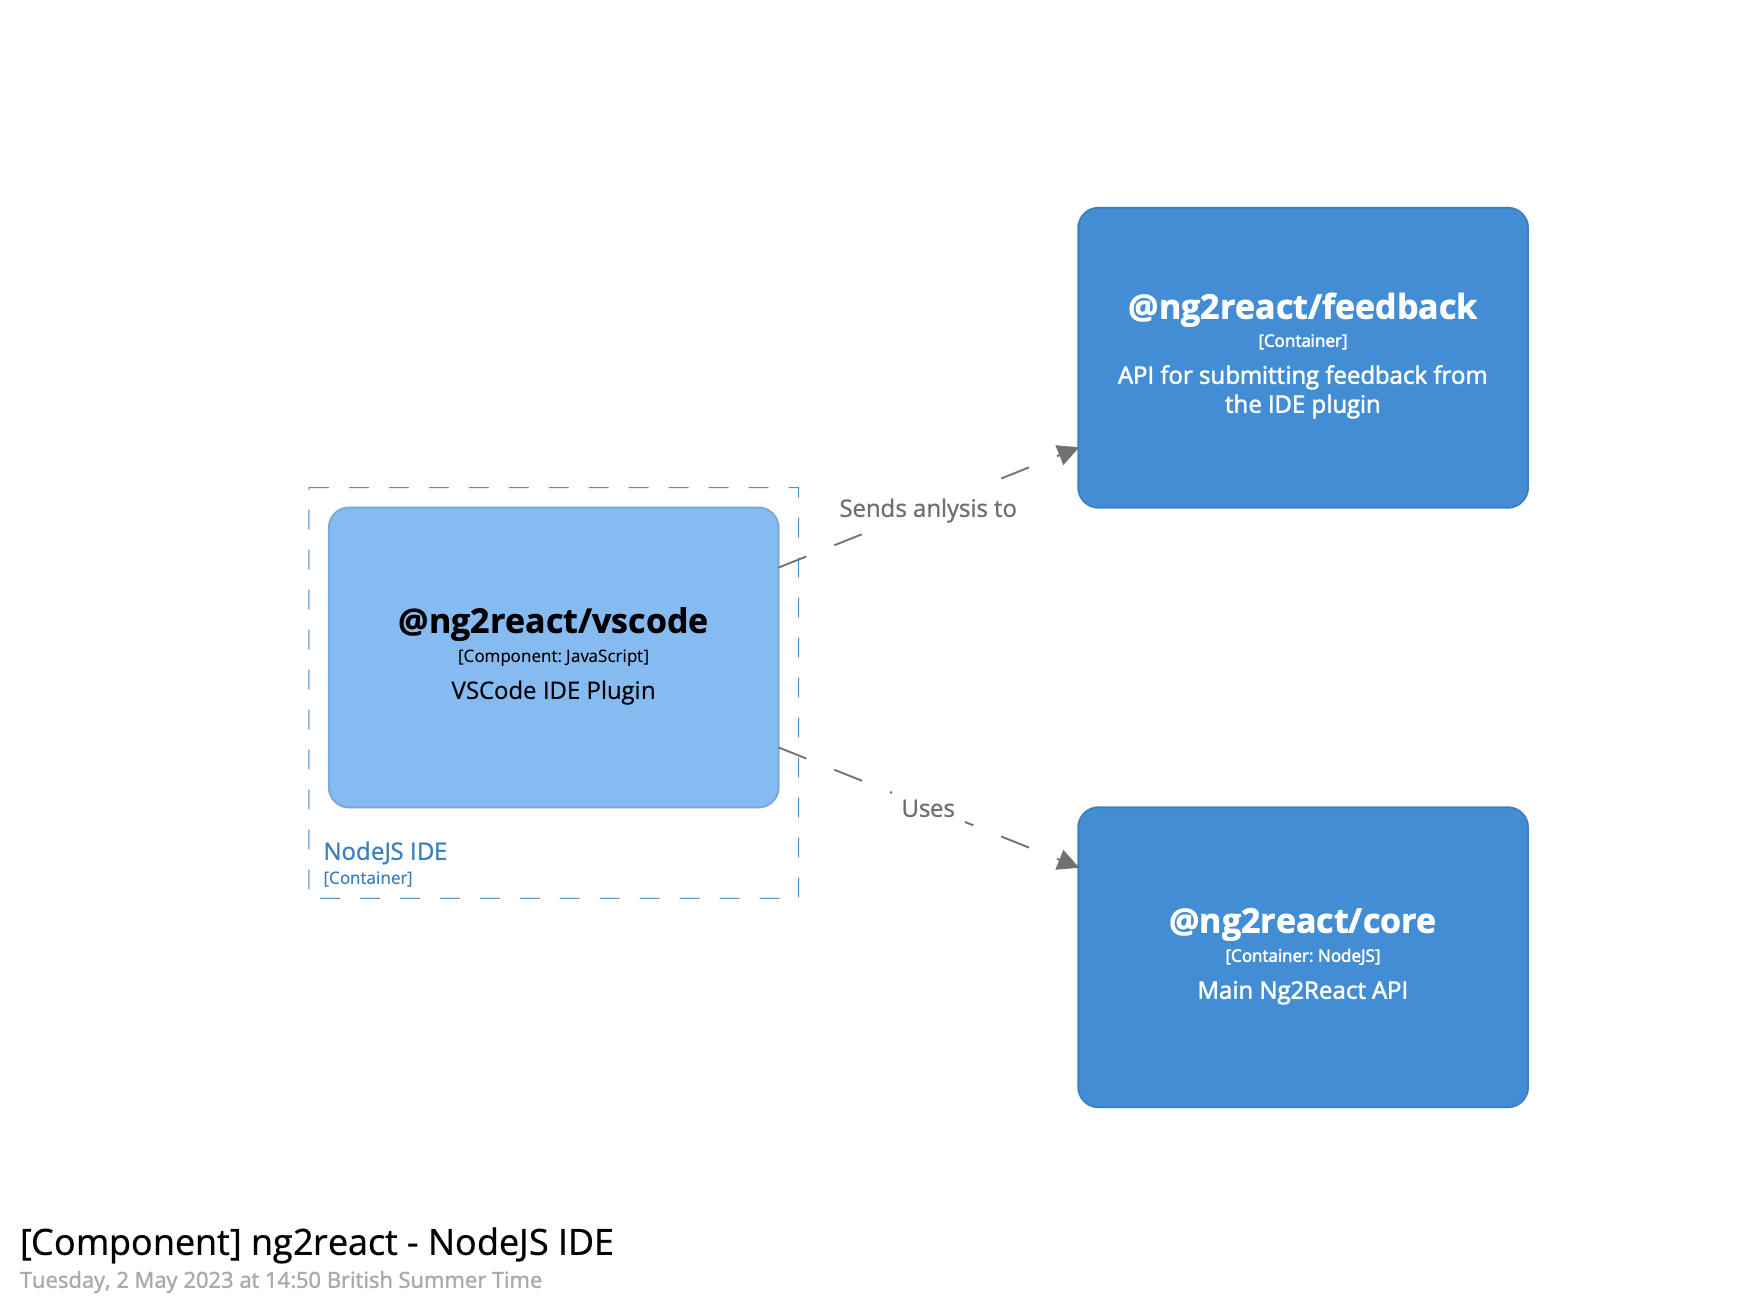 @ng2react/feedback
[Container]
API for submitting feedback from
the IDE plugin
Sends anlysis to
@ng2react/vscode
[Component: JavaScript]
VSCode IDE Plugin
Uses
NodeJS IDE
[Container]
@ng2react/core
[Container: NodeJS]
Main Ng2React API
[Component] ng2react - NodeJS IDE
Tuesday, 2 May 2023 at 14:50 British Summer Time